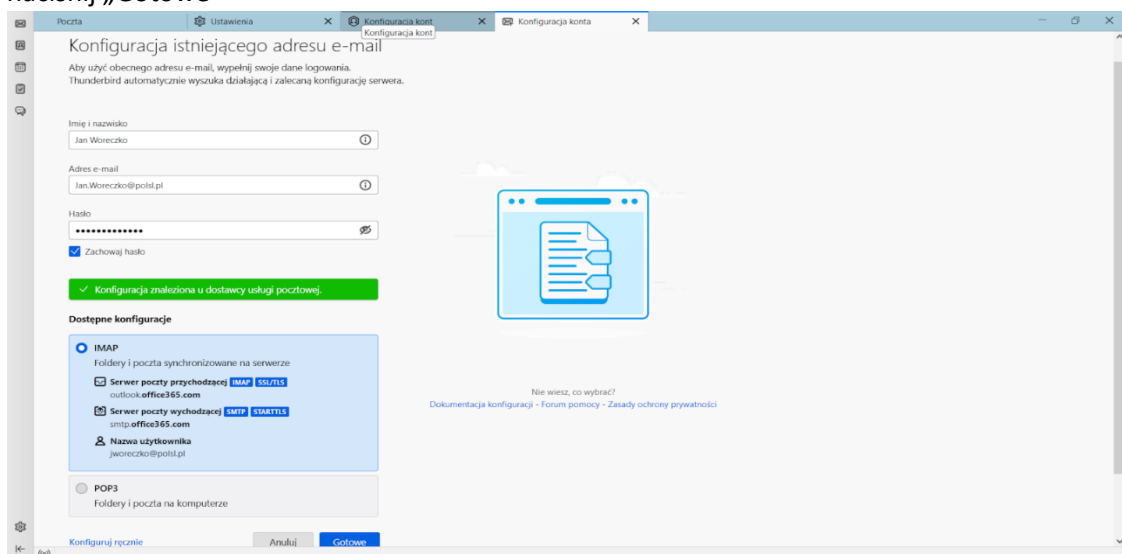 naciśnij „Gotowe”
Poczta
Ustawienia
Konfiguracja kont
Konfiguracja konta
Konfiguracja kont
Konfiguracja istniejącego adresu e-mail
Aby użyć obecnego adresu e-mail, wypełnij swoje dane logowania.
Thunderbird automatycznie wyszuka działającą i zalecaną konfigurację serwera.
Imię i nazwisko
Jan Woreczko
Adres e-mail
Jan.Woreczko@polsl.pl
Hasło
•••••••••••••
Zachowaj hasło
Konfiguracja znaleziona u dostawcy usługi pocztowej.
Dostępne konfiguracje
IMAP
Foldery i poczta synchronizowane na serwerze
Serwer poczty przychodzącej IMAP SSL/TLS
outlook.office365.com
Serwer poczty wychodzącej SMTP STARTTLS
smtp.office365.com
Nazwa użytkownika
jworeczko@polsl.pl
POP3
Foldery i poczta na komputerze
Nie wiesz, co wybrać?
Dokumentacja konfiguracji - Forum pomocy - Zasady ochrony prywatności
Konfiguruj ręcznie
Anuluj
Gotowe